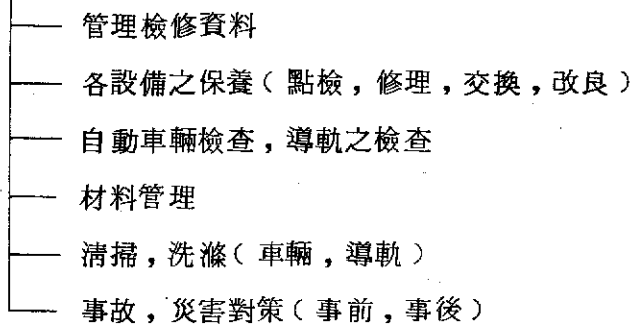 管理檢修資料
各設備之保養(點檢,修理,交換,改良)
自動車輛檢查,導軌之檢查
材料管理
清掃,洗滌(車輛,導軌)
事故,災害對策(事前,事後)